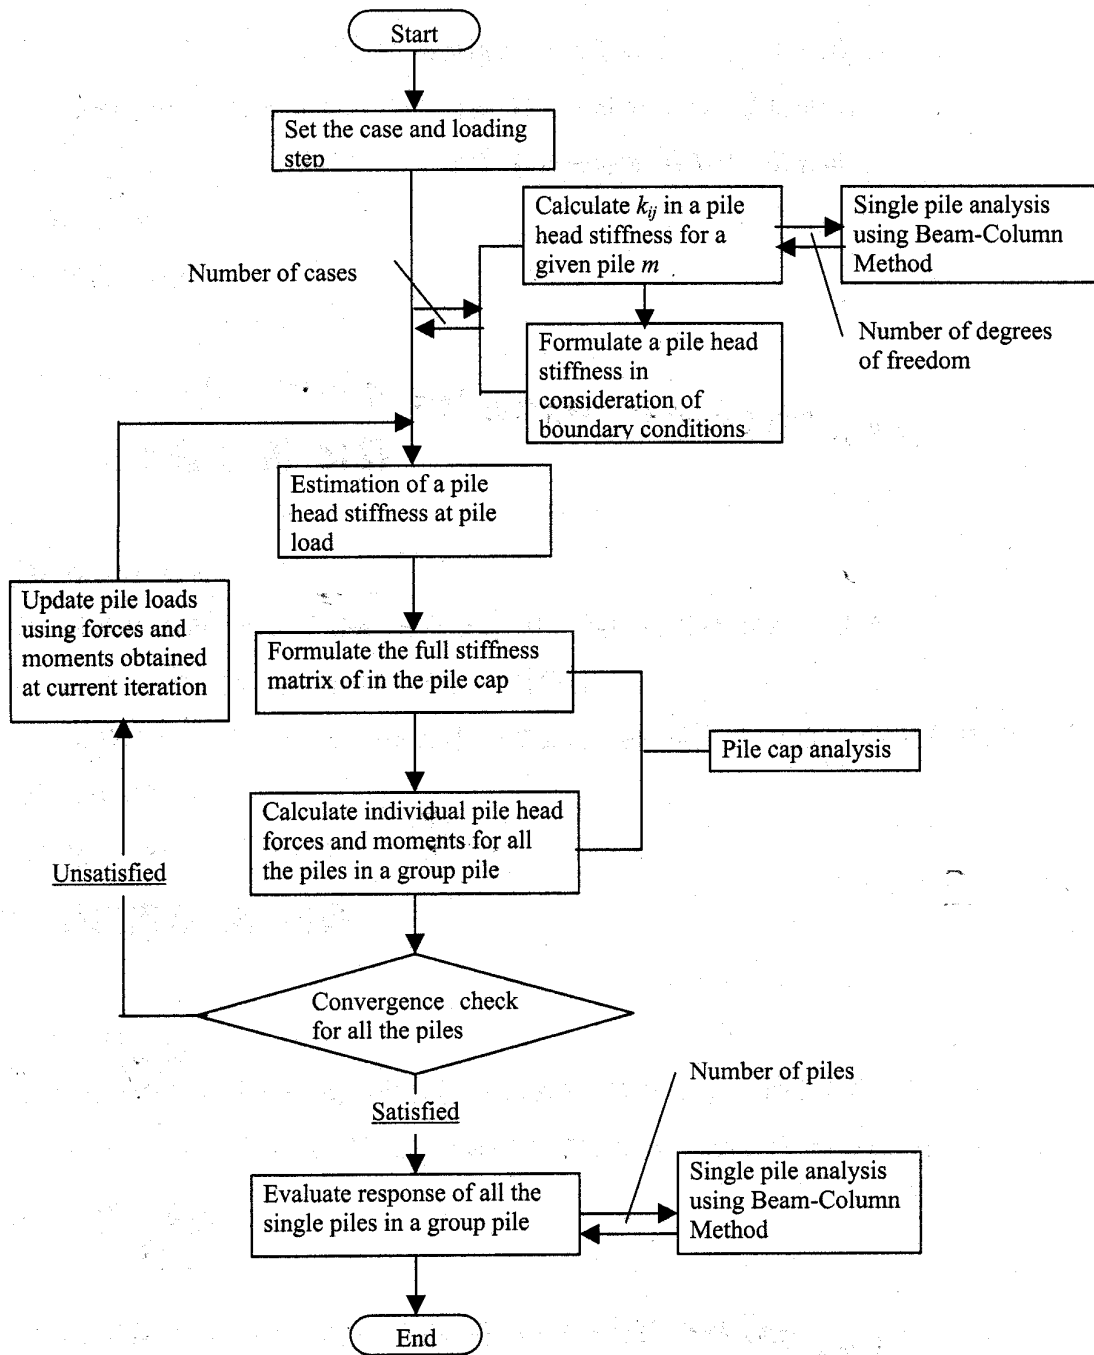 Start
Set the case and loading
step
Calculate k_ij in a pile
head stiffness for a
given pile m
Single pile analysis
using Beam-Column
Method
Number of cases
Number of degrees
of freedom
Formulate a pile head
stiffness in
consideration of
boundary conditions
Estimation of a pile
head stiffness at pile
load
Update pile loads
using forces and
moments obtained
at current iteration
Formulate the full stiffness
matrix of in the pile cap
Pile cap analysis
Calculate individual pile head
forces and moments for all
the piles in a group pile
Unsatisfied
Convergence check
for all the piles
Number of piles
Satisfied
Evaluate response of all the
single piles in a group pile
Single pile analysis
using Beam-Column
Method
End